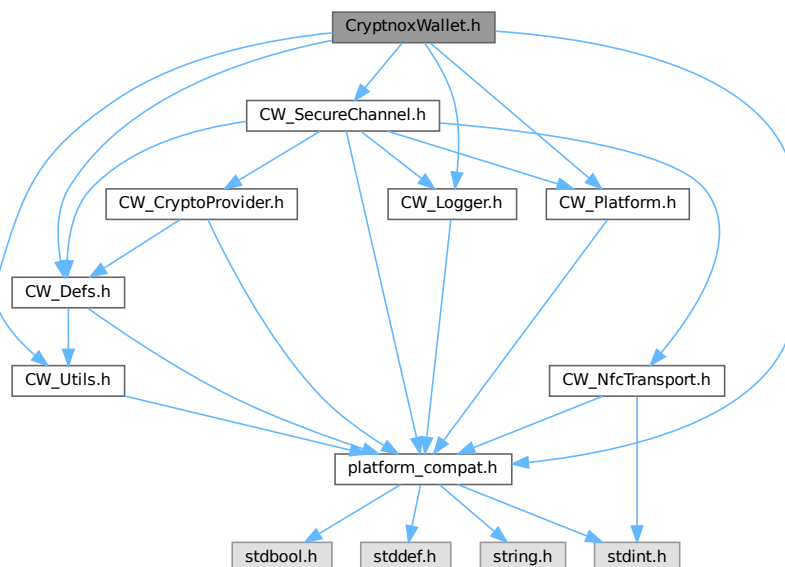 CryptnoxWallet.h
CW_SecureChannel.h
CW_CryptoProvider.h
CW_Logger.h
CW_Platform.h
CW_Defs.h
CW_Utils.h
CW_NfcTransport.h
platform_compat.h
stdbool.h
stddef.h
string.h
stdint.h